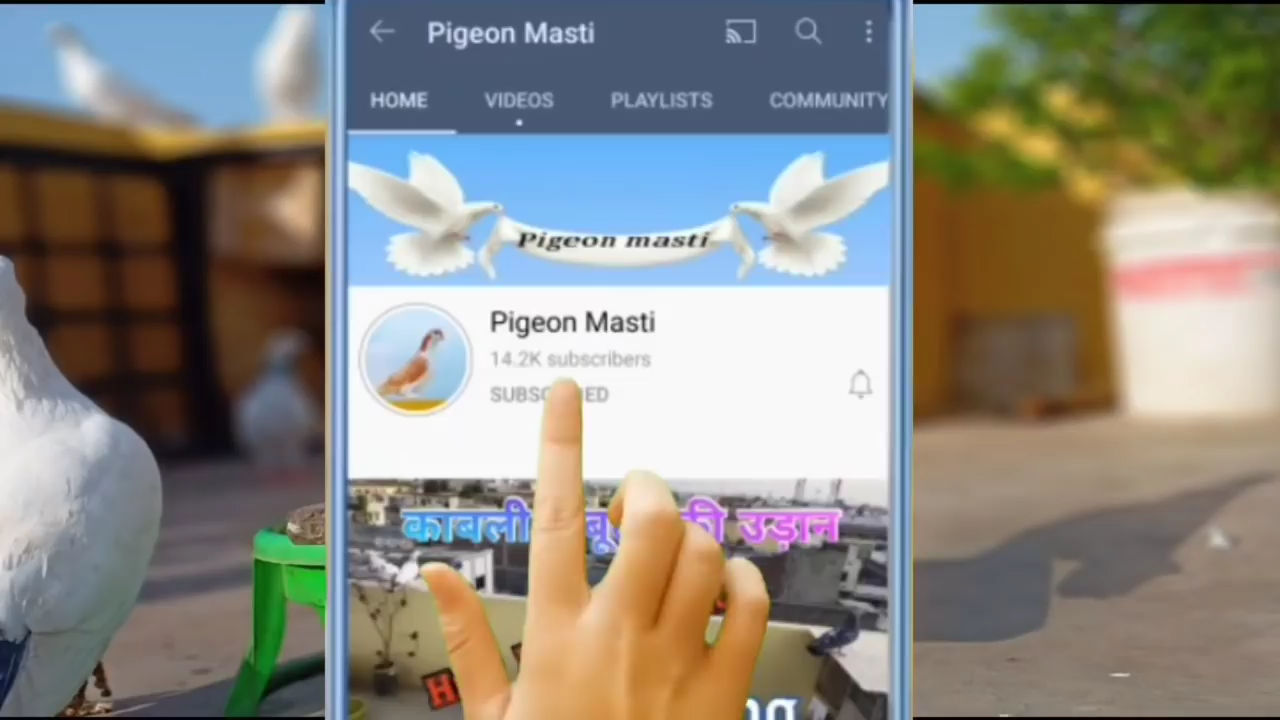 Pigeon Masti
HOME VIDEOS PLAYLISTS COMMUNITY
Pigeon masti
Pigeon Masti
14.2K subscribers
काबली की उड़ान